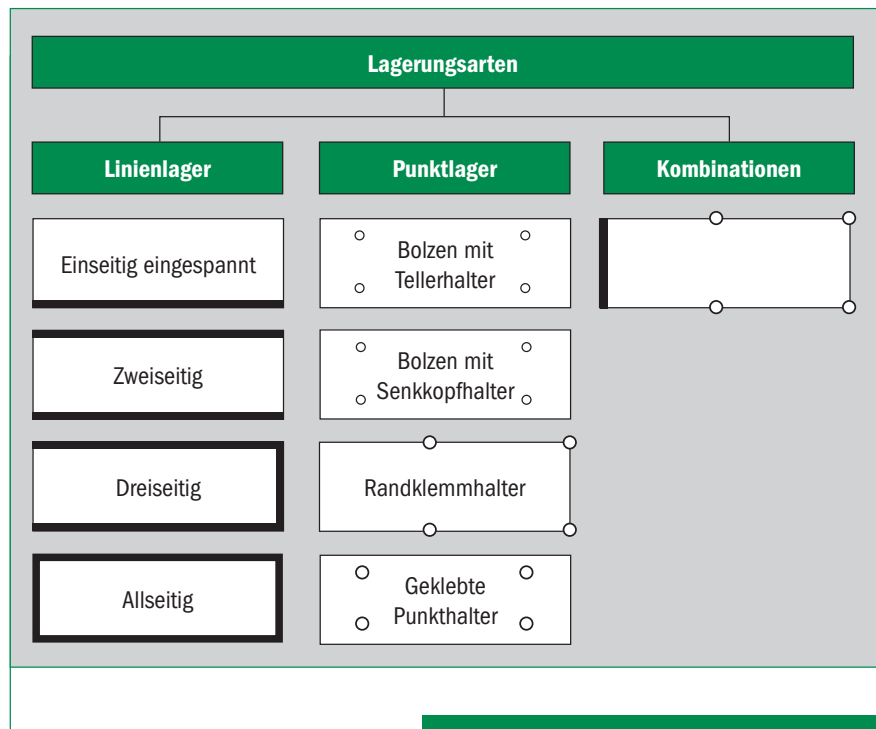 Lagerungsarten
Linienlager
Punktlager
Kombinationen
Einseitig eingespannt
Zweiseitig
Dreiseitig
Allseitig
Bolzen mit
Tellerhalter
Bolzen mit
Senkkopfhalter
Randklemmhalter
Geklebte
Punkthalter